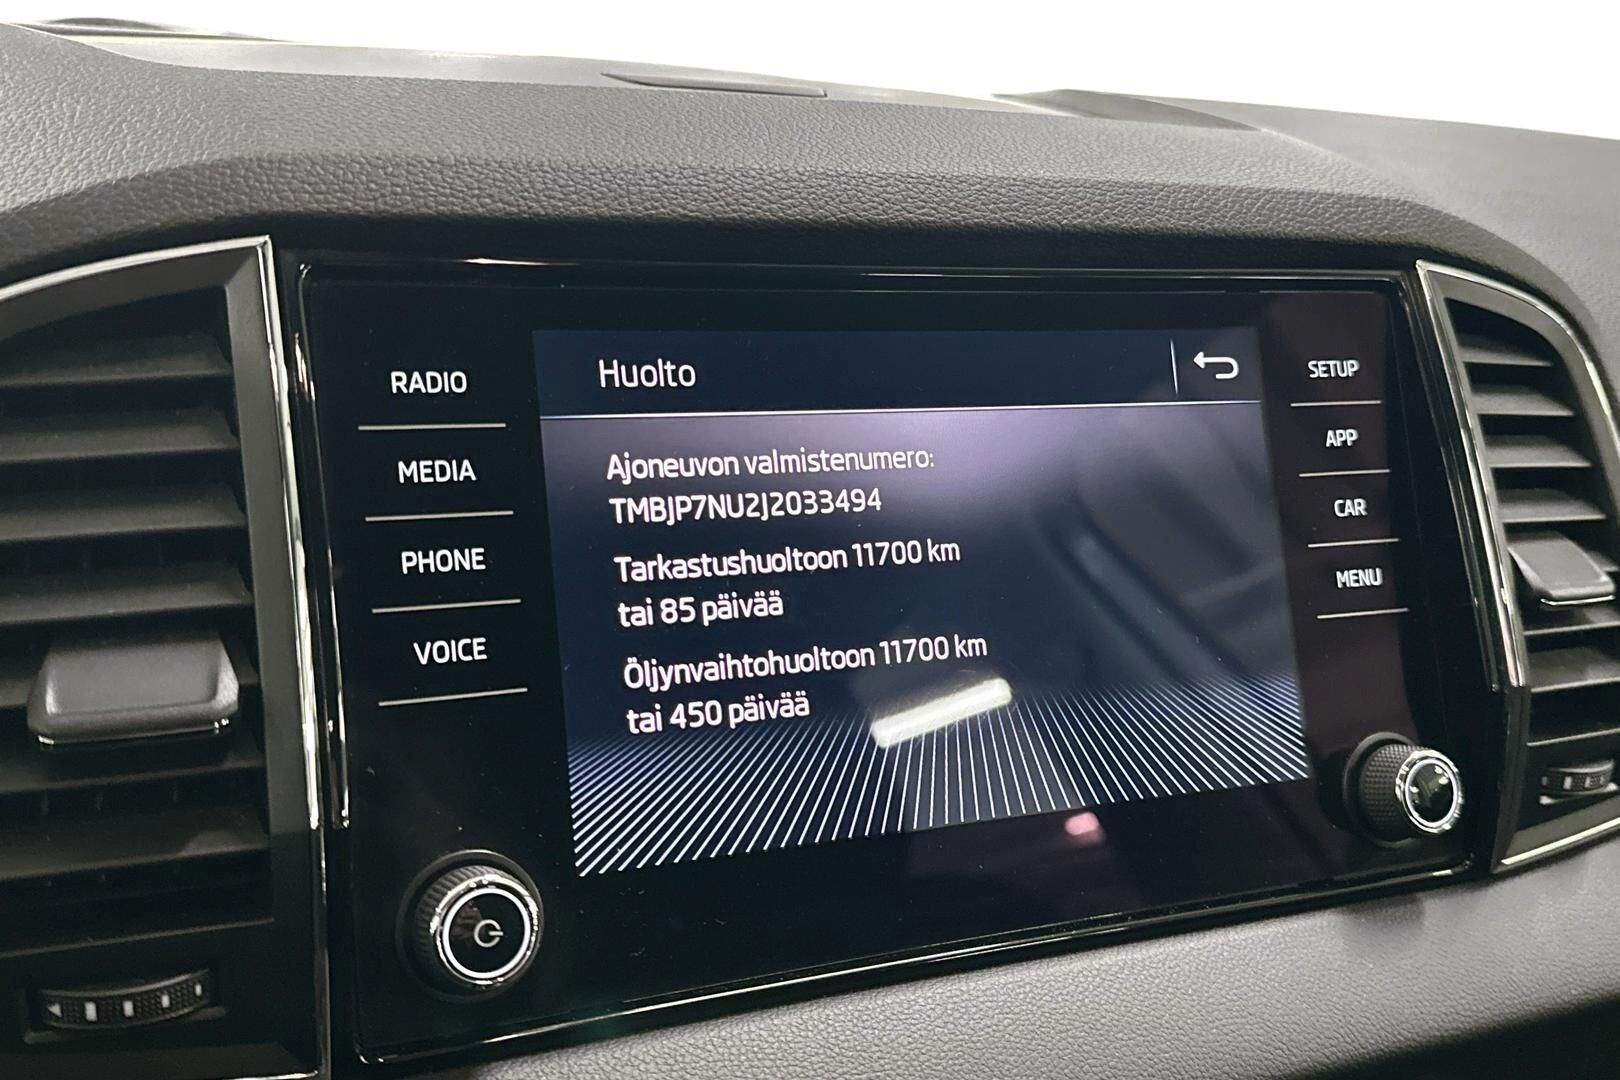 RADIO
MEDIA
PHONE
VOICE
Huolto
Ajoneuvon valmistenumero:
TMBJP7NU2J2033494
Tarkastushuoltoon 11700 km
tai 85 päivää
Öljynvaihtohuoltoon 11700 km
tai 450 päivää
SETUP
APP
CAR
MENU